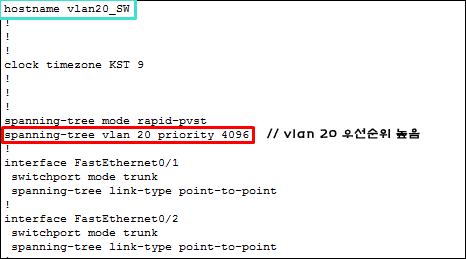 hostname vlan20_SW
!
!
!
clock timezone KST 9
!
!
!
spanning-tree mode rapid-pvst
spanning-tree vlan 20 priority 4096 // vlan 20 우선순위 높음
!
interface FastEthernet0/1
switchport mode trunk
spanning-tree link-type point-to-point
!
interface FastEthernet0/2
switchport mode trunk
spanning-tree link-type point-to-point